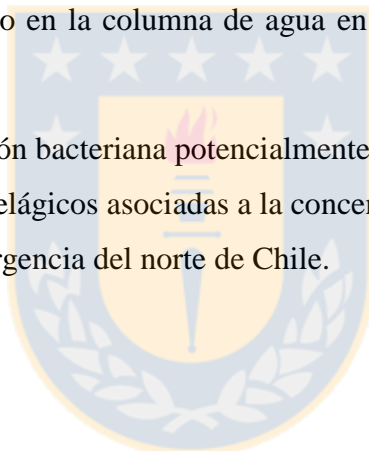 o en la columna de agua en
ón bacteriana potencialmente
elágicos asociadas a la concen
rgencia del norte de Chile.